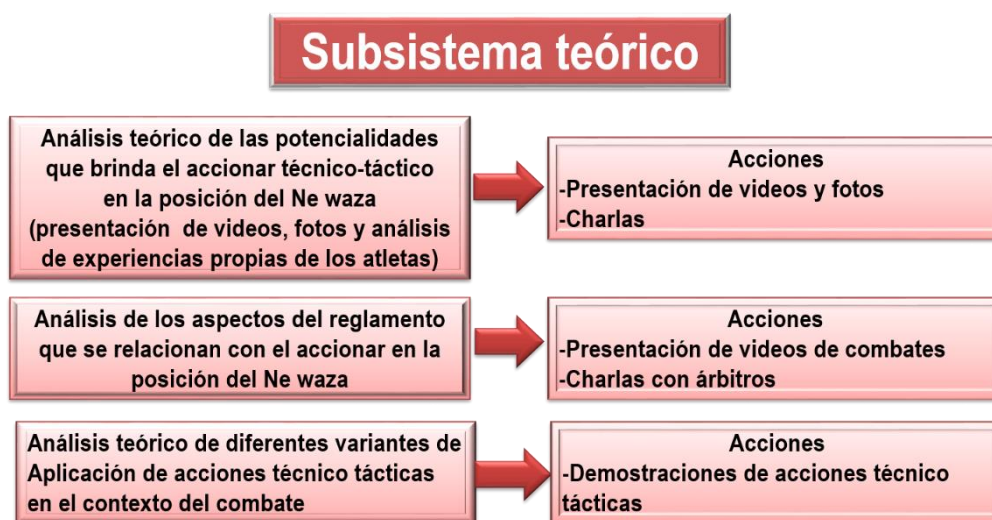 Subsistema teórico
Análisis teórico de las potencialidades
que brinda el accionar técnico-táctico
en la posición del Ne waza
(presentación de videos, fotos y análisis
de experiencias propias de los atletas)
Acciones
-Presentación de videos y fotos
-Charlas
Análisis de los aspectos del reglamento
que se relacionan con el accionar en la
posición del Ne waza
Acciones
-Presentación de videos de combates
-Charlas con árbitros
Análisis teórico de diferentes variantes de
Aplicación de acciones técnico tácticas
en el contexto del combate
Acciones
-Demostraciones de acciones técnico
tácticas